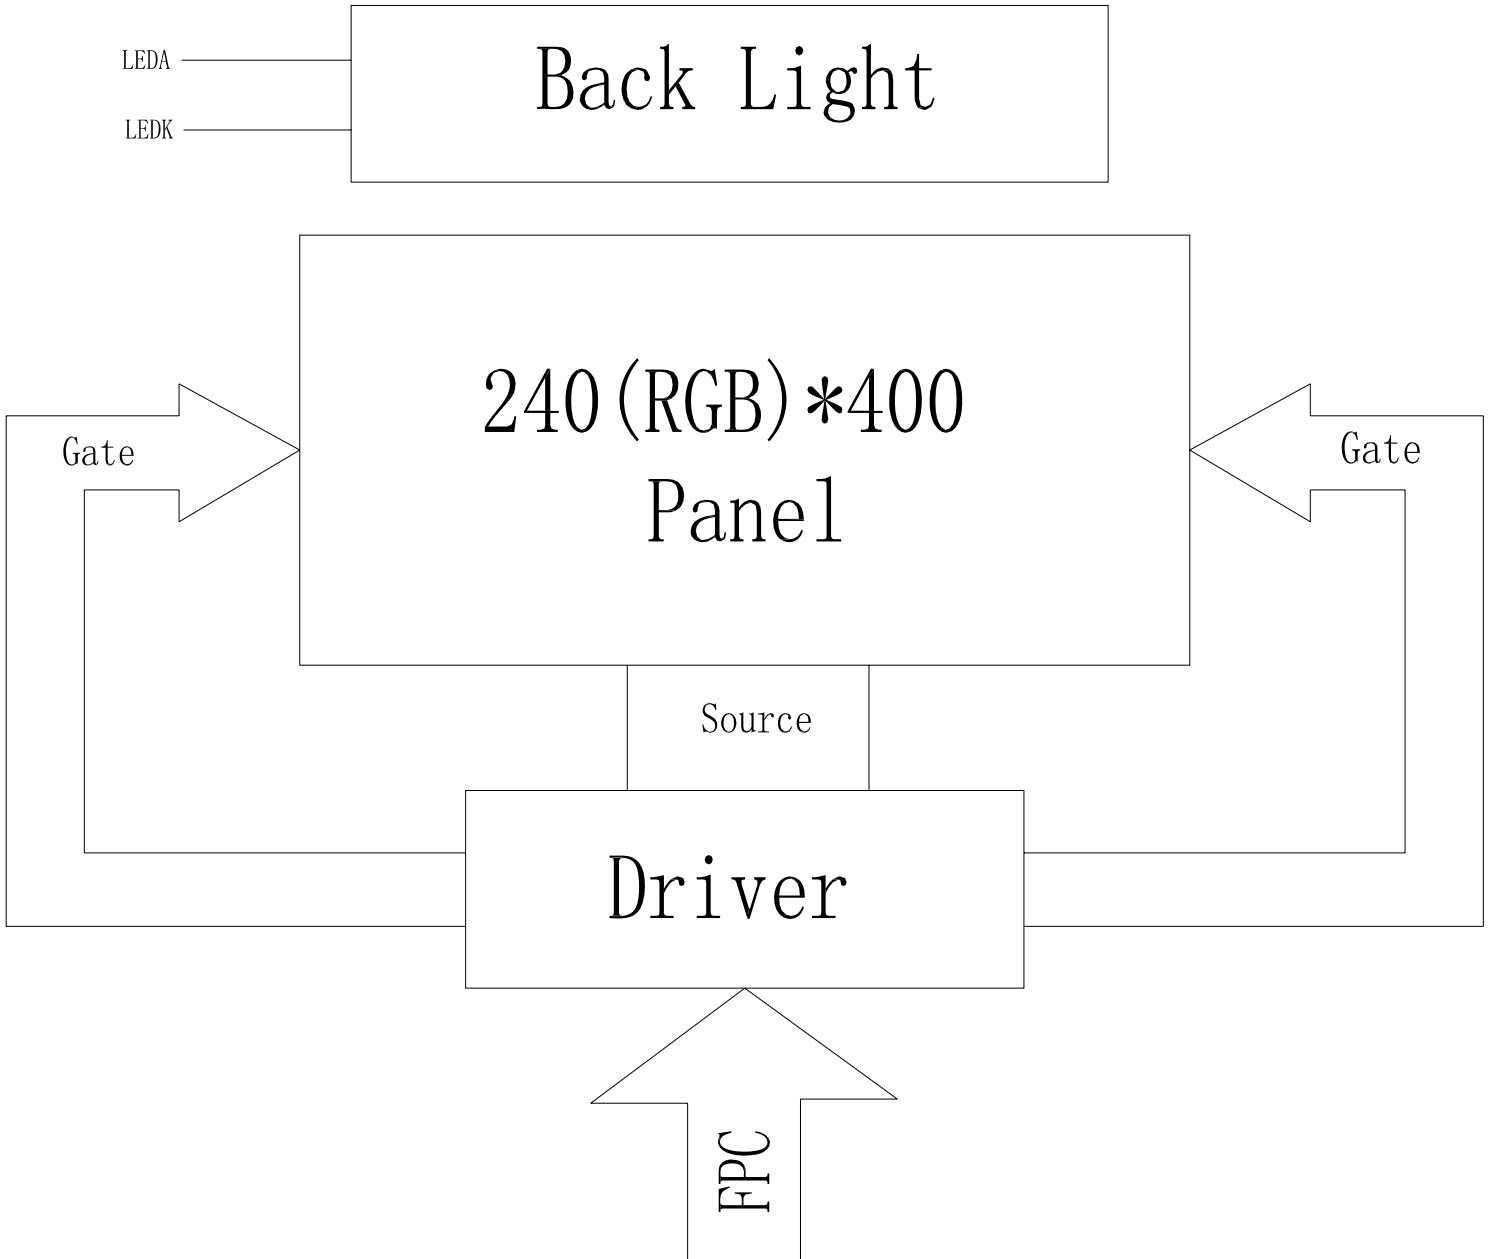 LEDA
Back Light
LEDK
240(RGB)*400
Gate
Gate
Panel
Source
Driver
FPC